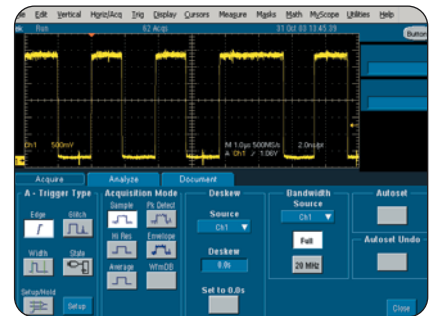 File Edit Vertical Horiz/Acq Trig Display Cursors Measure Masks Math MyScope Utilities Help
Run 62 Acqs 31 Oct 03 13:45:39
Button
Ch1 500mV M 1.0µs 500MS/s 2.0ns/pt
A Ch1 1.06V
Acquire Analyze Document
A - Trigger Type Acquisition Mode Deskew Bandwidth Autoset
Sample Pk Detect Source Source
Edge Glitch Ch1 Ch1
Hi Res Envelope Full Autoset Undo
Width State Deskew
Average WfmDB 0.0s 20 MHz
Setup/Hold Set to 0.0s
Setup Close